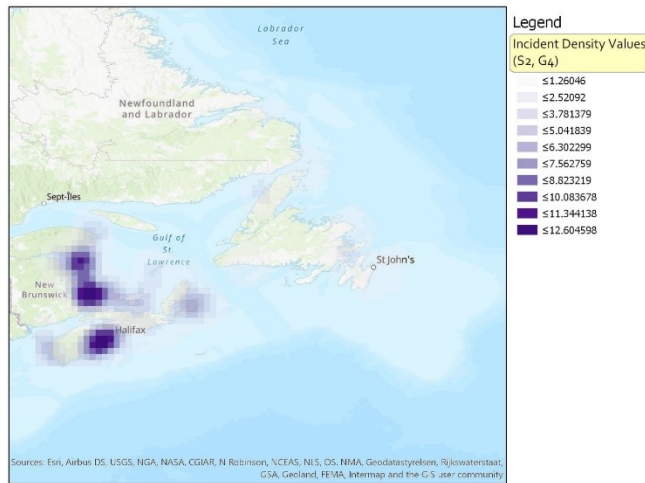 Labrador
Sea
Newfoundland
and Labrador
Sept-Îles
Gulf of
St.
Lawrence
St John's
New
Brunswick
Halifax
Sources: Esri, Airbus DS, USGS, NGA, NASA, CGIAR, N Robinson, NCEAS, NLS, OS, NMA, Geodatastyrelsen, Rijkswaterstaat,
GSA, Geoland, FEMA, Intermap and the GIS user community
Legend
Incident Density Values
(S2, G4)
≤1.26046
≤2.52092
≤3.781379
≤5.041839
≤6.302299
≤7.562759
≤8.823219
≤10.083678
≤11.344138
≤12.604598